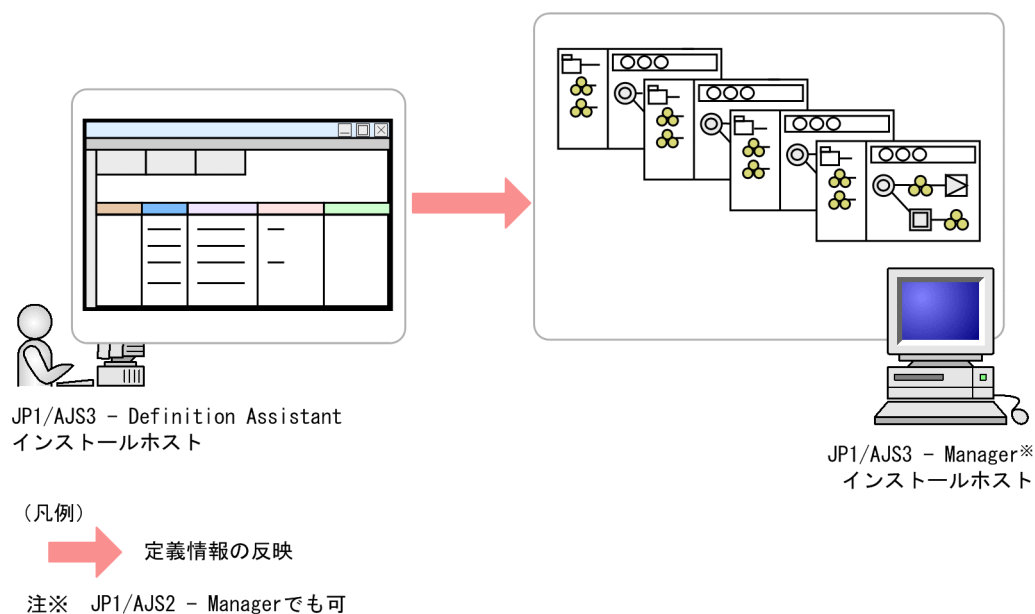 JP1/AJS3 － Definition Assistant
インストールホスト
JP1/AJS3 － Manager※
インストールホスト
（凡例）
定義情報の反映
注※　JP1/AJS2 － Managerでも可